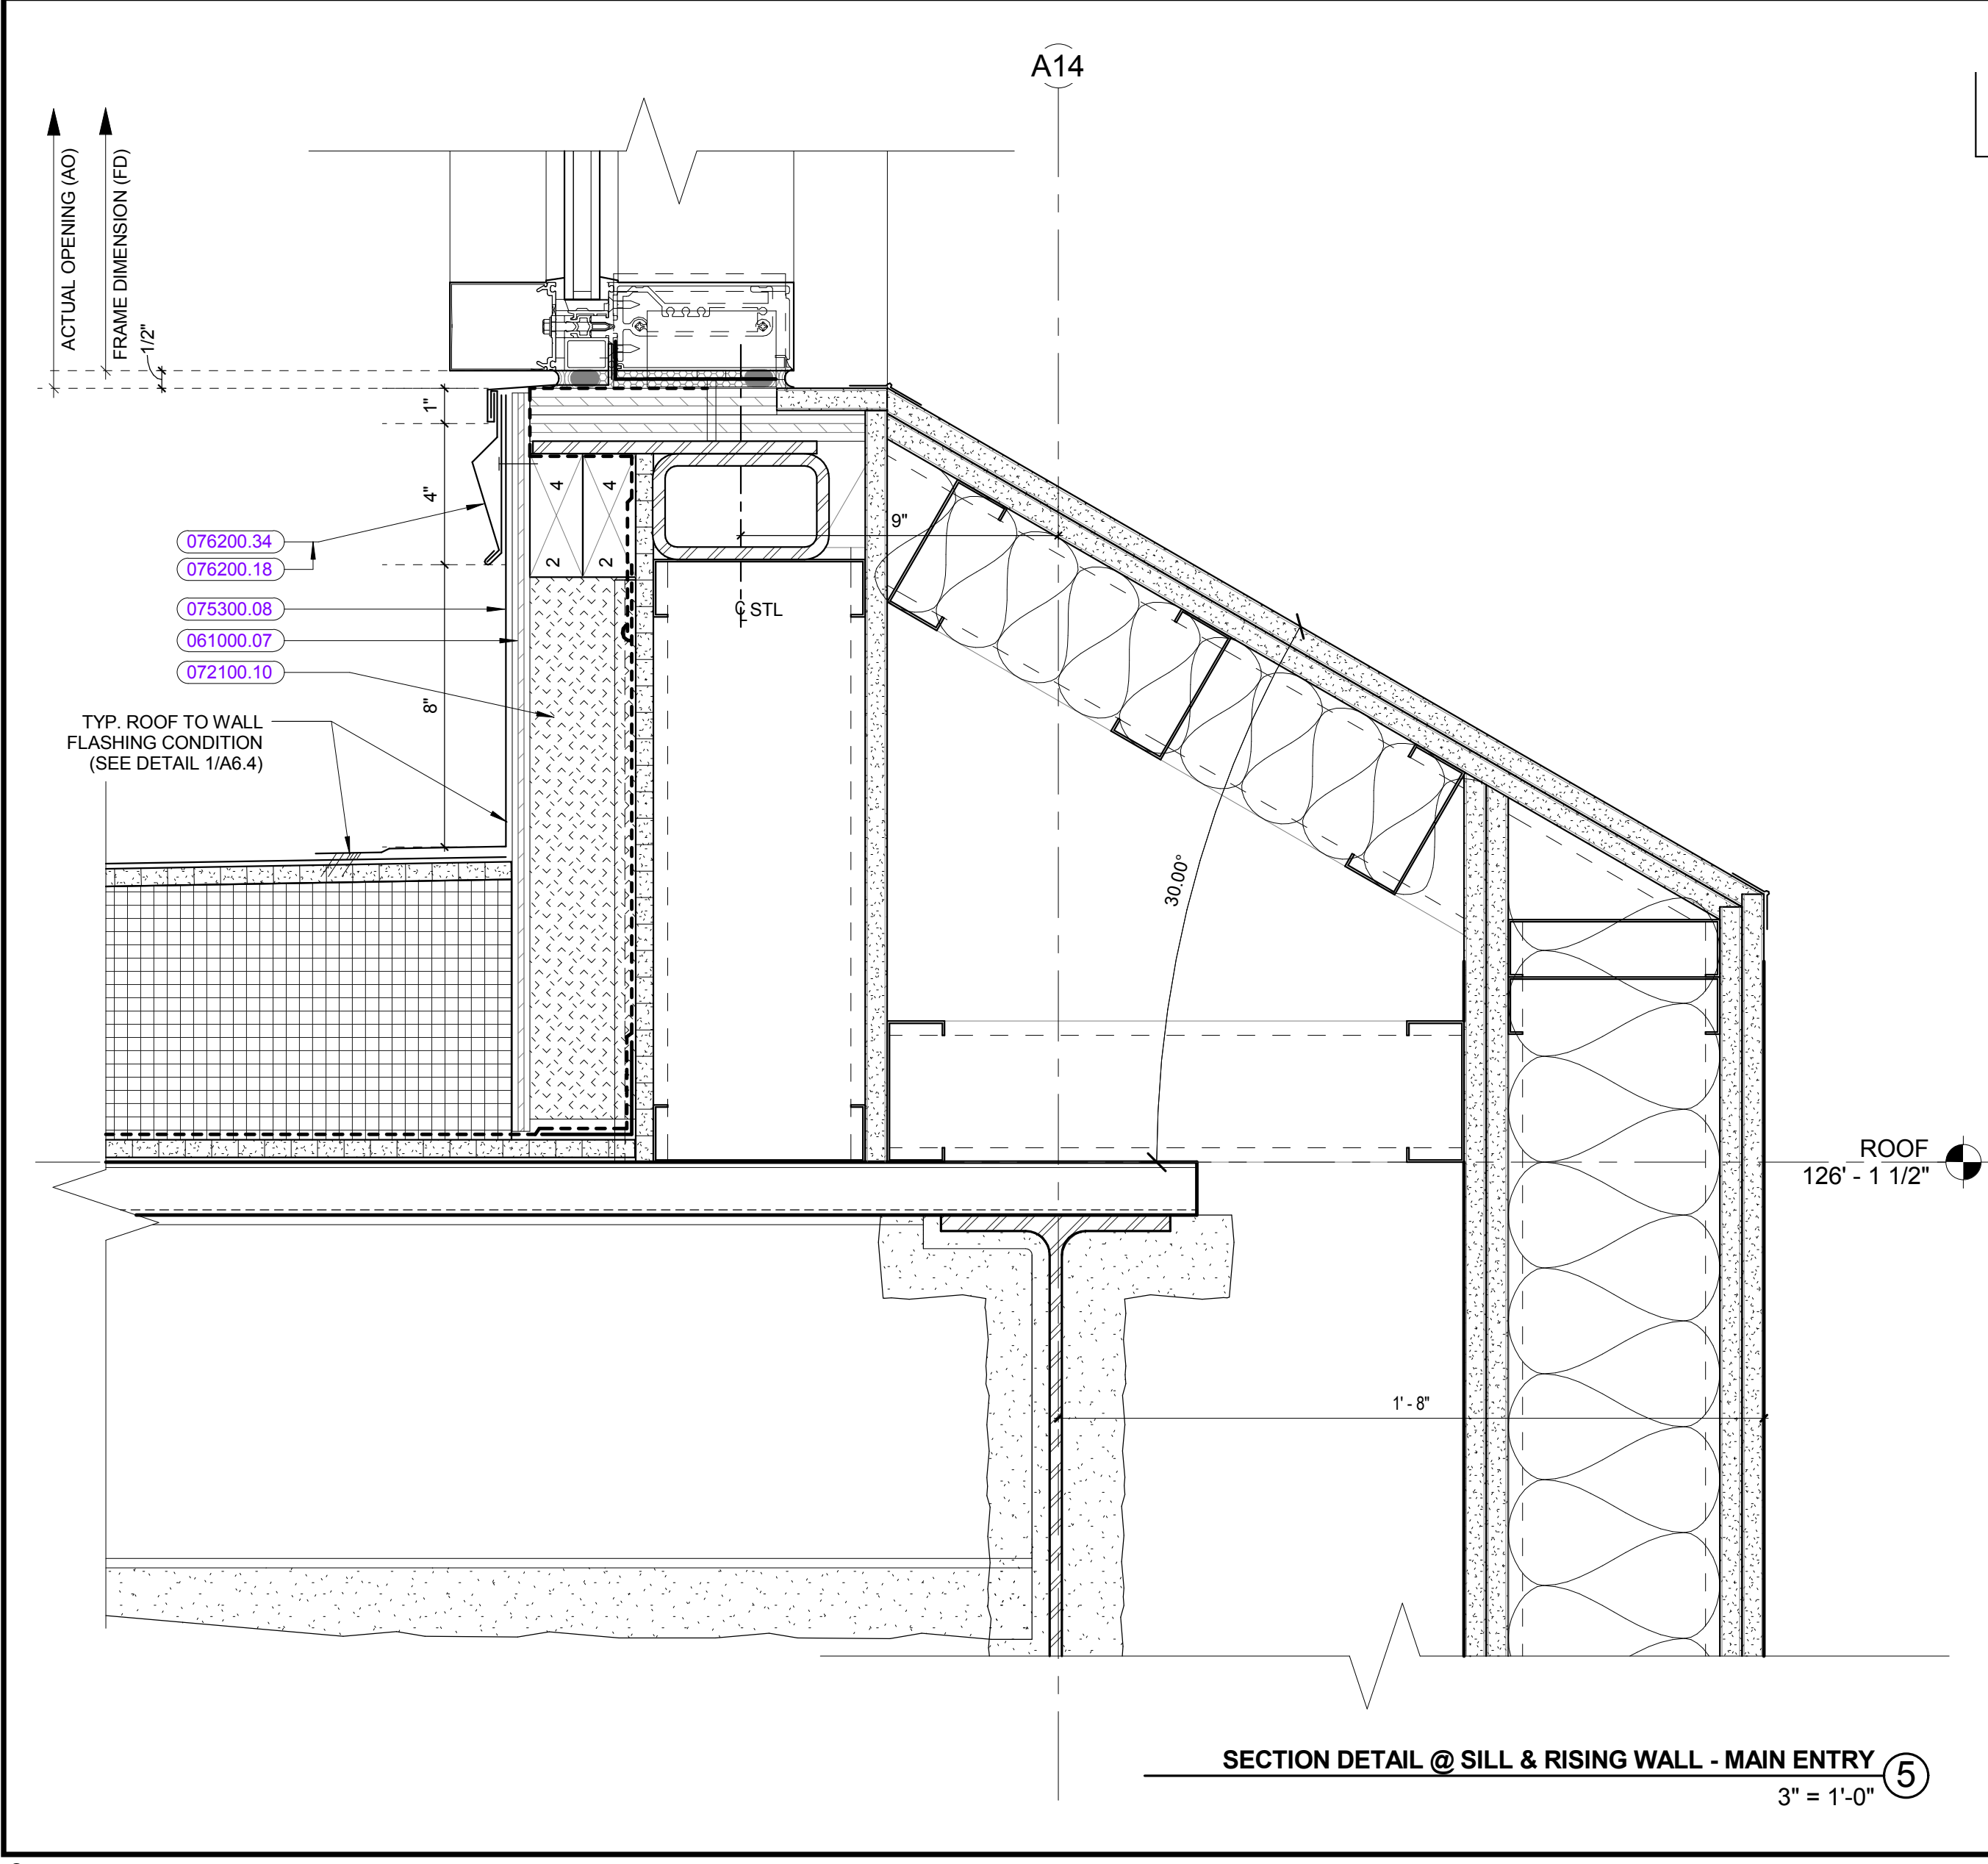 A14
ACTUAL OPENING (AO)
FRAME DIMENSION (FD)
1/2"
1"
4"
8"
4
4
2
2
9"
℄ STL
076200.34
076200.18
075300.08
061000.07
072100.10
TYP. ROOF TO WALL
FLASHING CONDITION
(SEE DETAIL 1/A6.4)
30.00°
ROOF
126' - 1 1/2"
1' - 8"
SECTION DETAIL @ SILL & RISING WALL - MAIN ENTRY
5
3" = 1'-0"